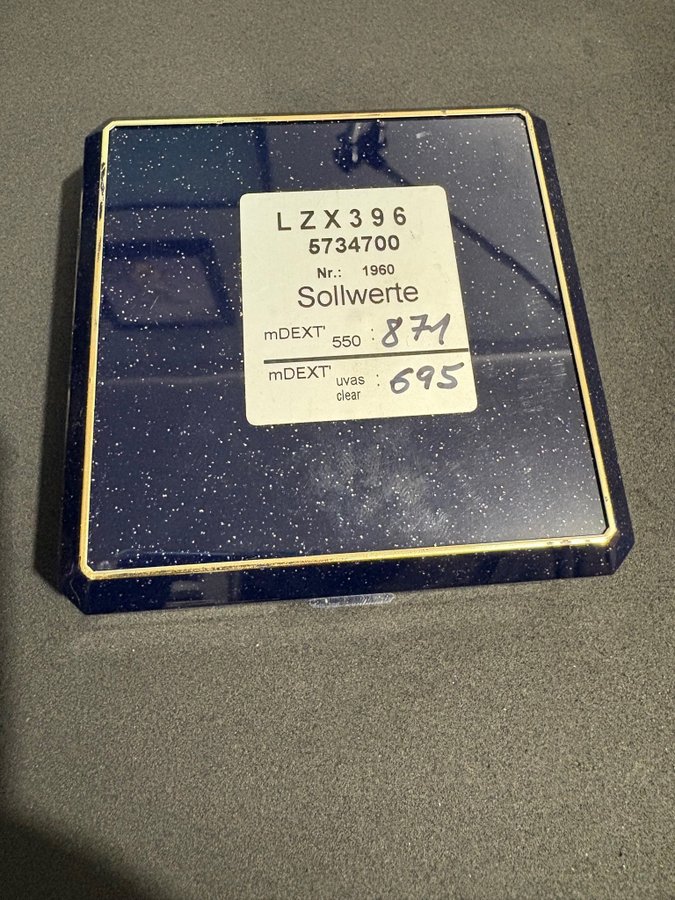 LZX396
5734700
Nr.: 1960
Sollwerte
mDEXT' 550 : 871
mDEXT' uvas clear : 695